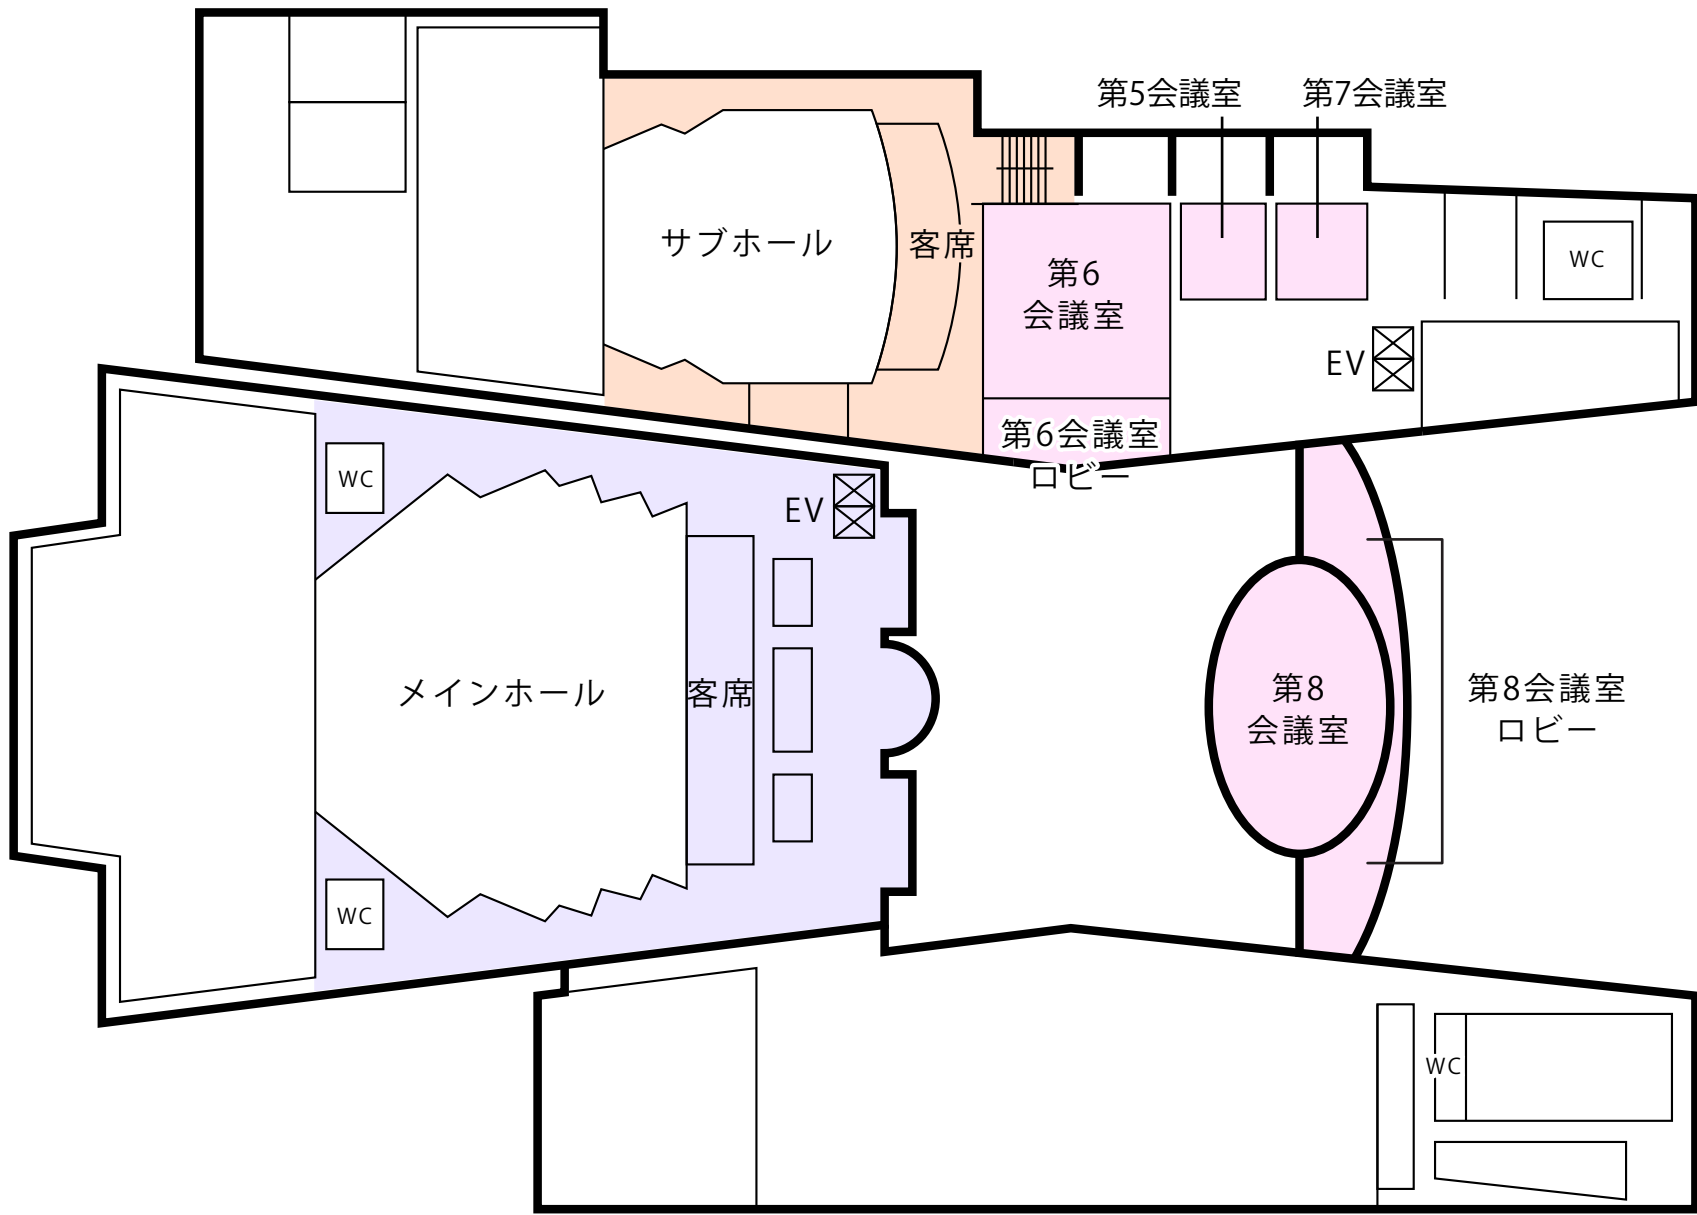 第5会議室
第7会議室
サブホール
客席
第6
会議室
WC
EV
第6会議室
ロビー
WC
EV
メインホール
客席
第8
会議室
第8会議室
ロビー
WC
WC